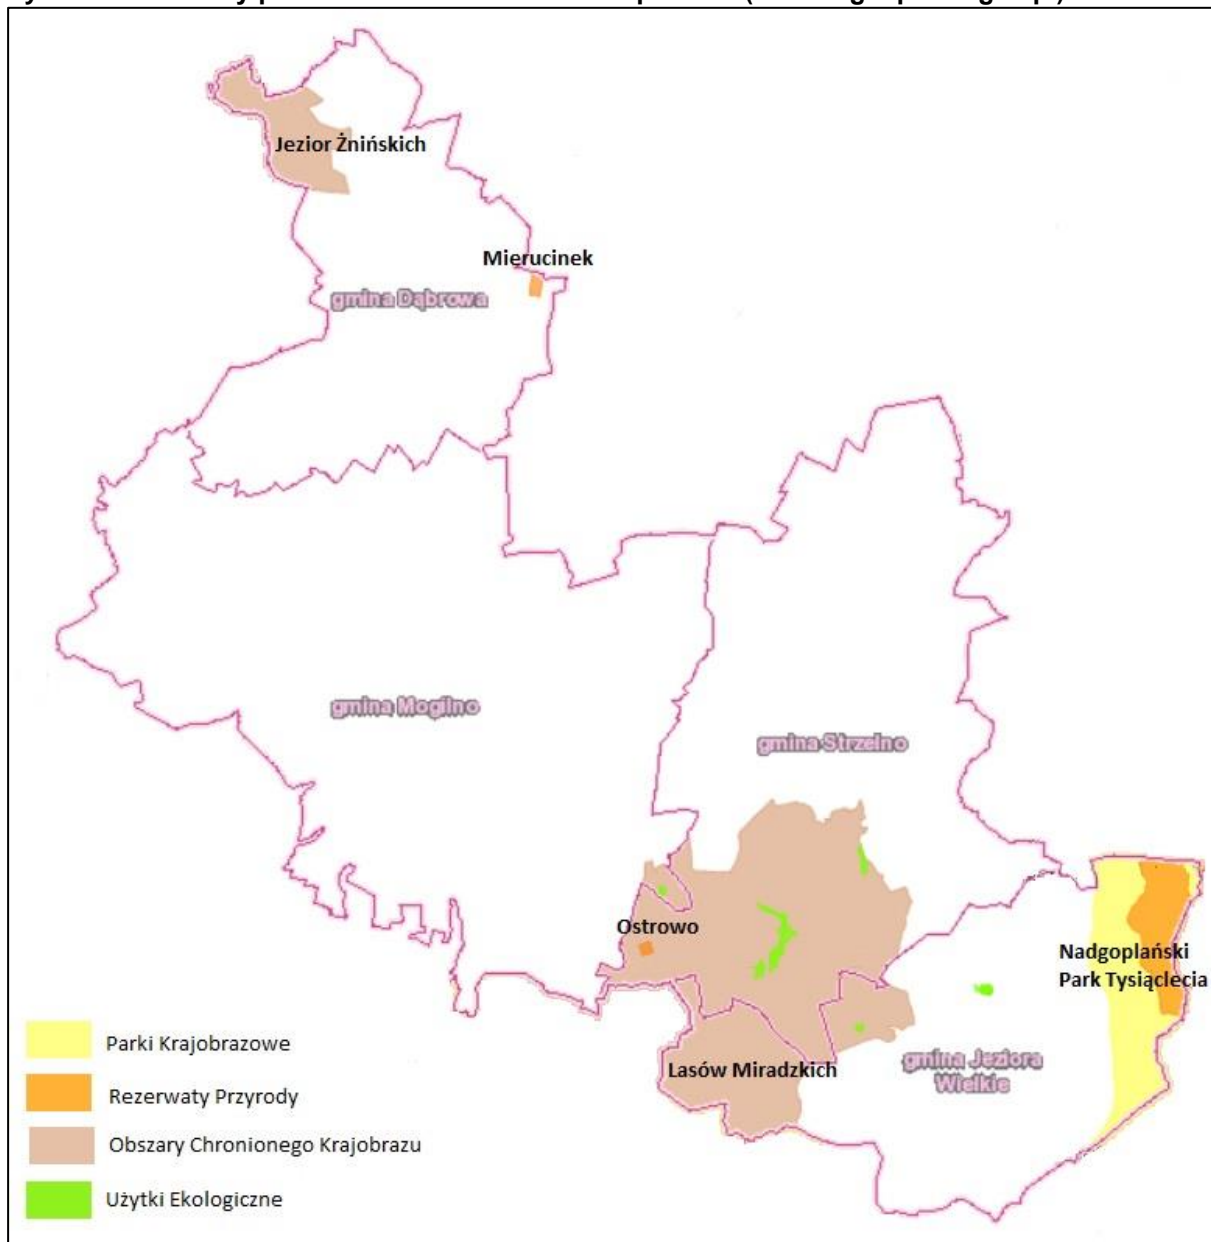 Jezior Żnińskich
Mierucinek
gmina Dąbrowa
gmina Mogilno
gmina Strzelno
Ostrowo
Nadgoplański
Park Tysiąclecia
Lasów Miradzkich
gmina Jeziora
Wielkie
Parki Krajobrazowe
Rezerwaty Przyrody
Obszary Chronionego Krajobrazu
Użytki Ekologiczne